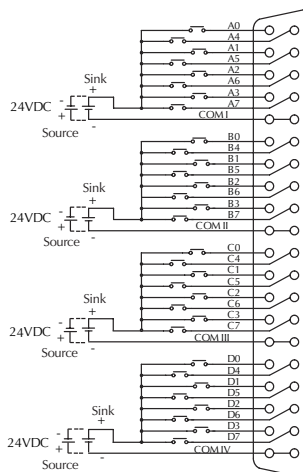 A0
A4
A1
A5
A2
A6
A3
A7
COM I
Sink
+
24VDC - +
Source -
B0
B4
B1
B5
B2
B6
B3
B7
COM II
Sink
+
24VDC - +
Source -
C0
C4
C1
C5
C2
C6
C3
C7
COM III
Sink
+
24VDC - +
Source -
D0
D4
D1
D5
D2
D6
D3
D7
COM IV
Sink
+
24VDC - +
Source -